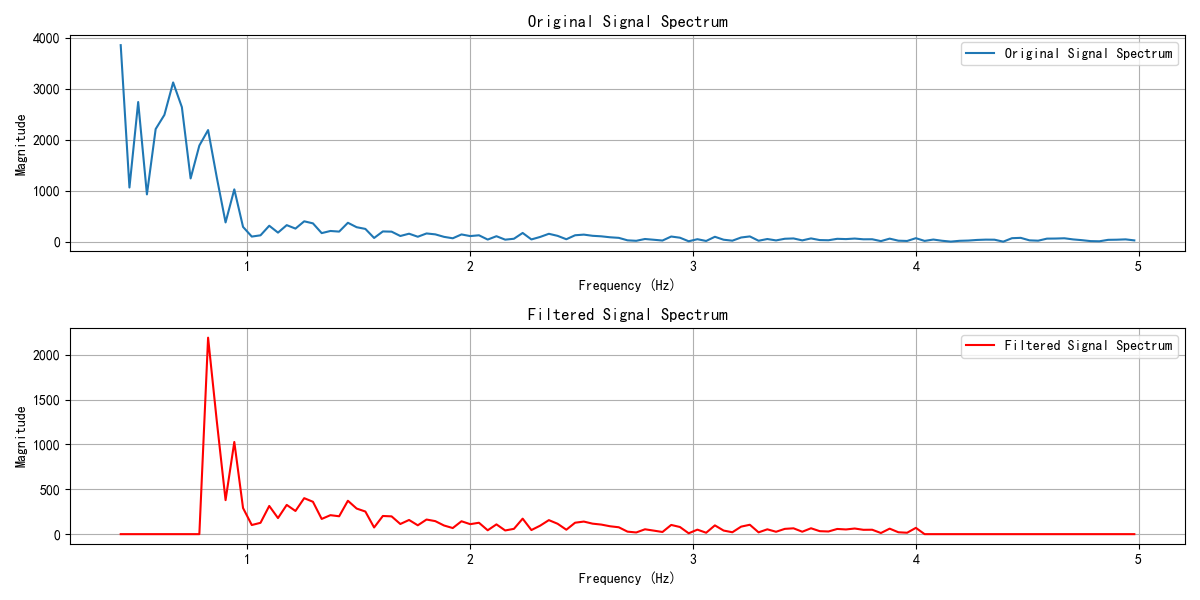 Original Signal Spectrum
4000
3000
2000
1000
0
Magnitude
Original Signal Spectrum
1 2 3 4 5
Frequency (Hz)
Filtered Signal Spectrum
2000
1500
1000
500
0
Magnitude
Filtered Signal Spectrum
1 2 3 4 5
Frequency (Hz)